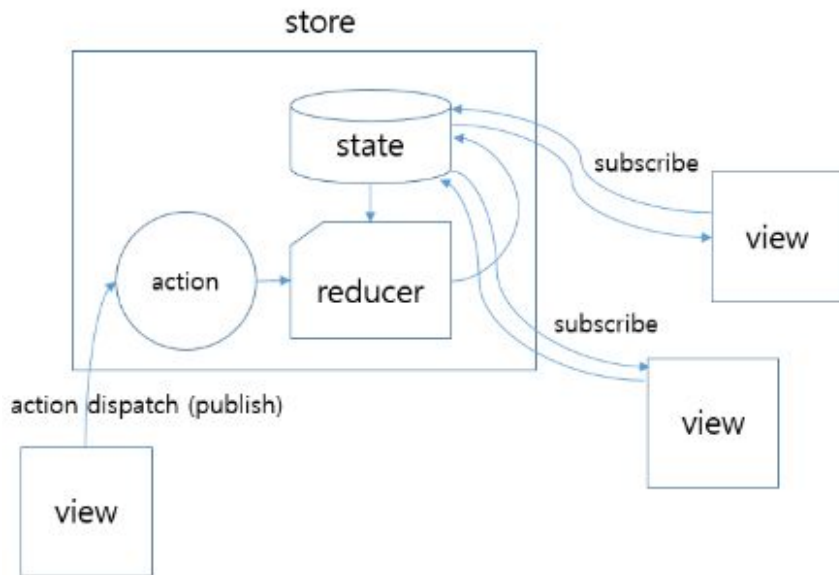 store
state
subscribe
view
action
reducer
subscribe
action dispatch (publish)
view
view